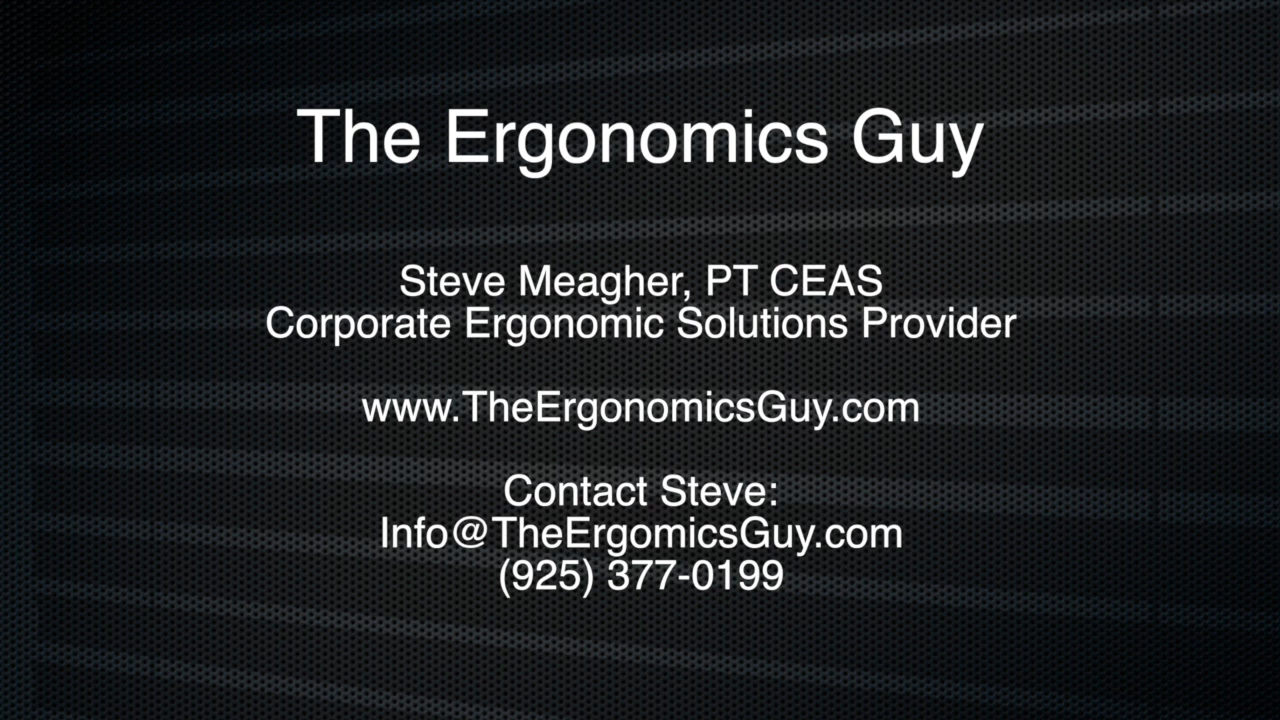 The Ergonomics Guy
Steve Meagher, PT CEAS
Corporate Ergonomic Solutions Provider
www.TheErgonomicsGuy.com
Contact Steve:
Info@TheErgomicsGuy.com
(925) 377-0199